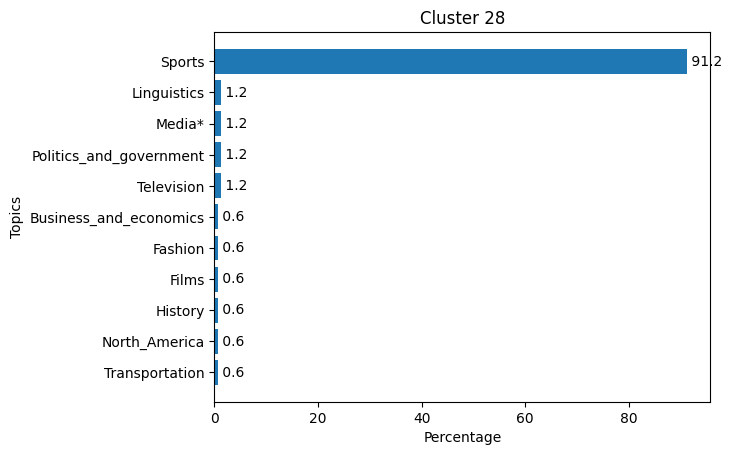 Cluster 28
Topics
Sports 91.2
Linguistics 1.2
Media* 1.2
Politics_and_government 1.2
Television 1.2
Business_and_economics 0.6
Fashion 0.6
Films 0.6
History 0.6
North_America 0.6
Transportation 0.6
0 20 40 60 80
Percentage